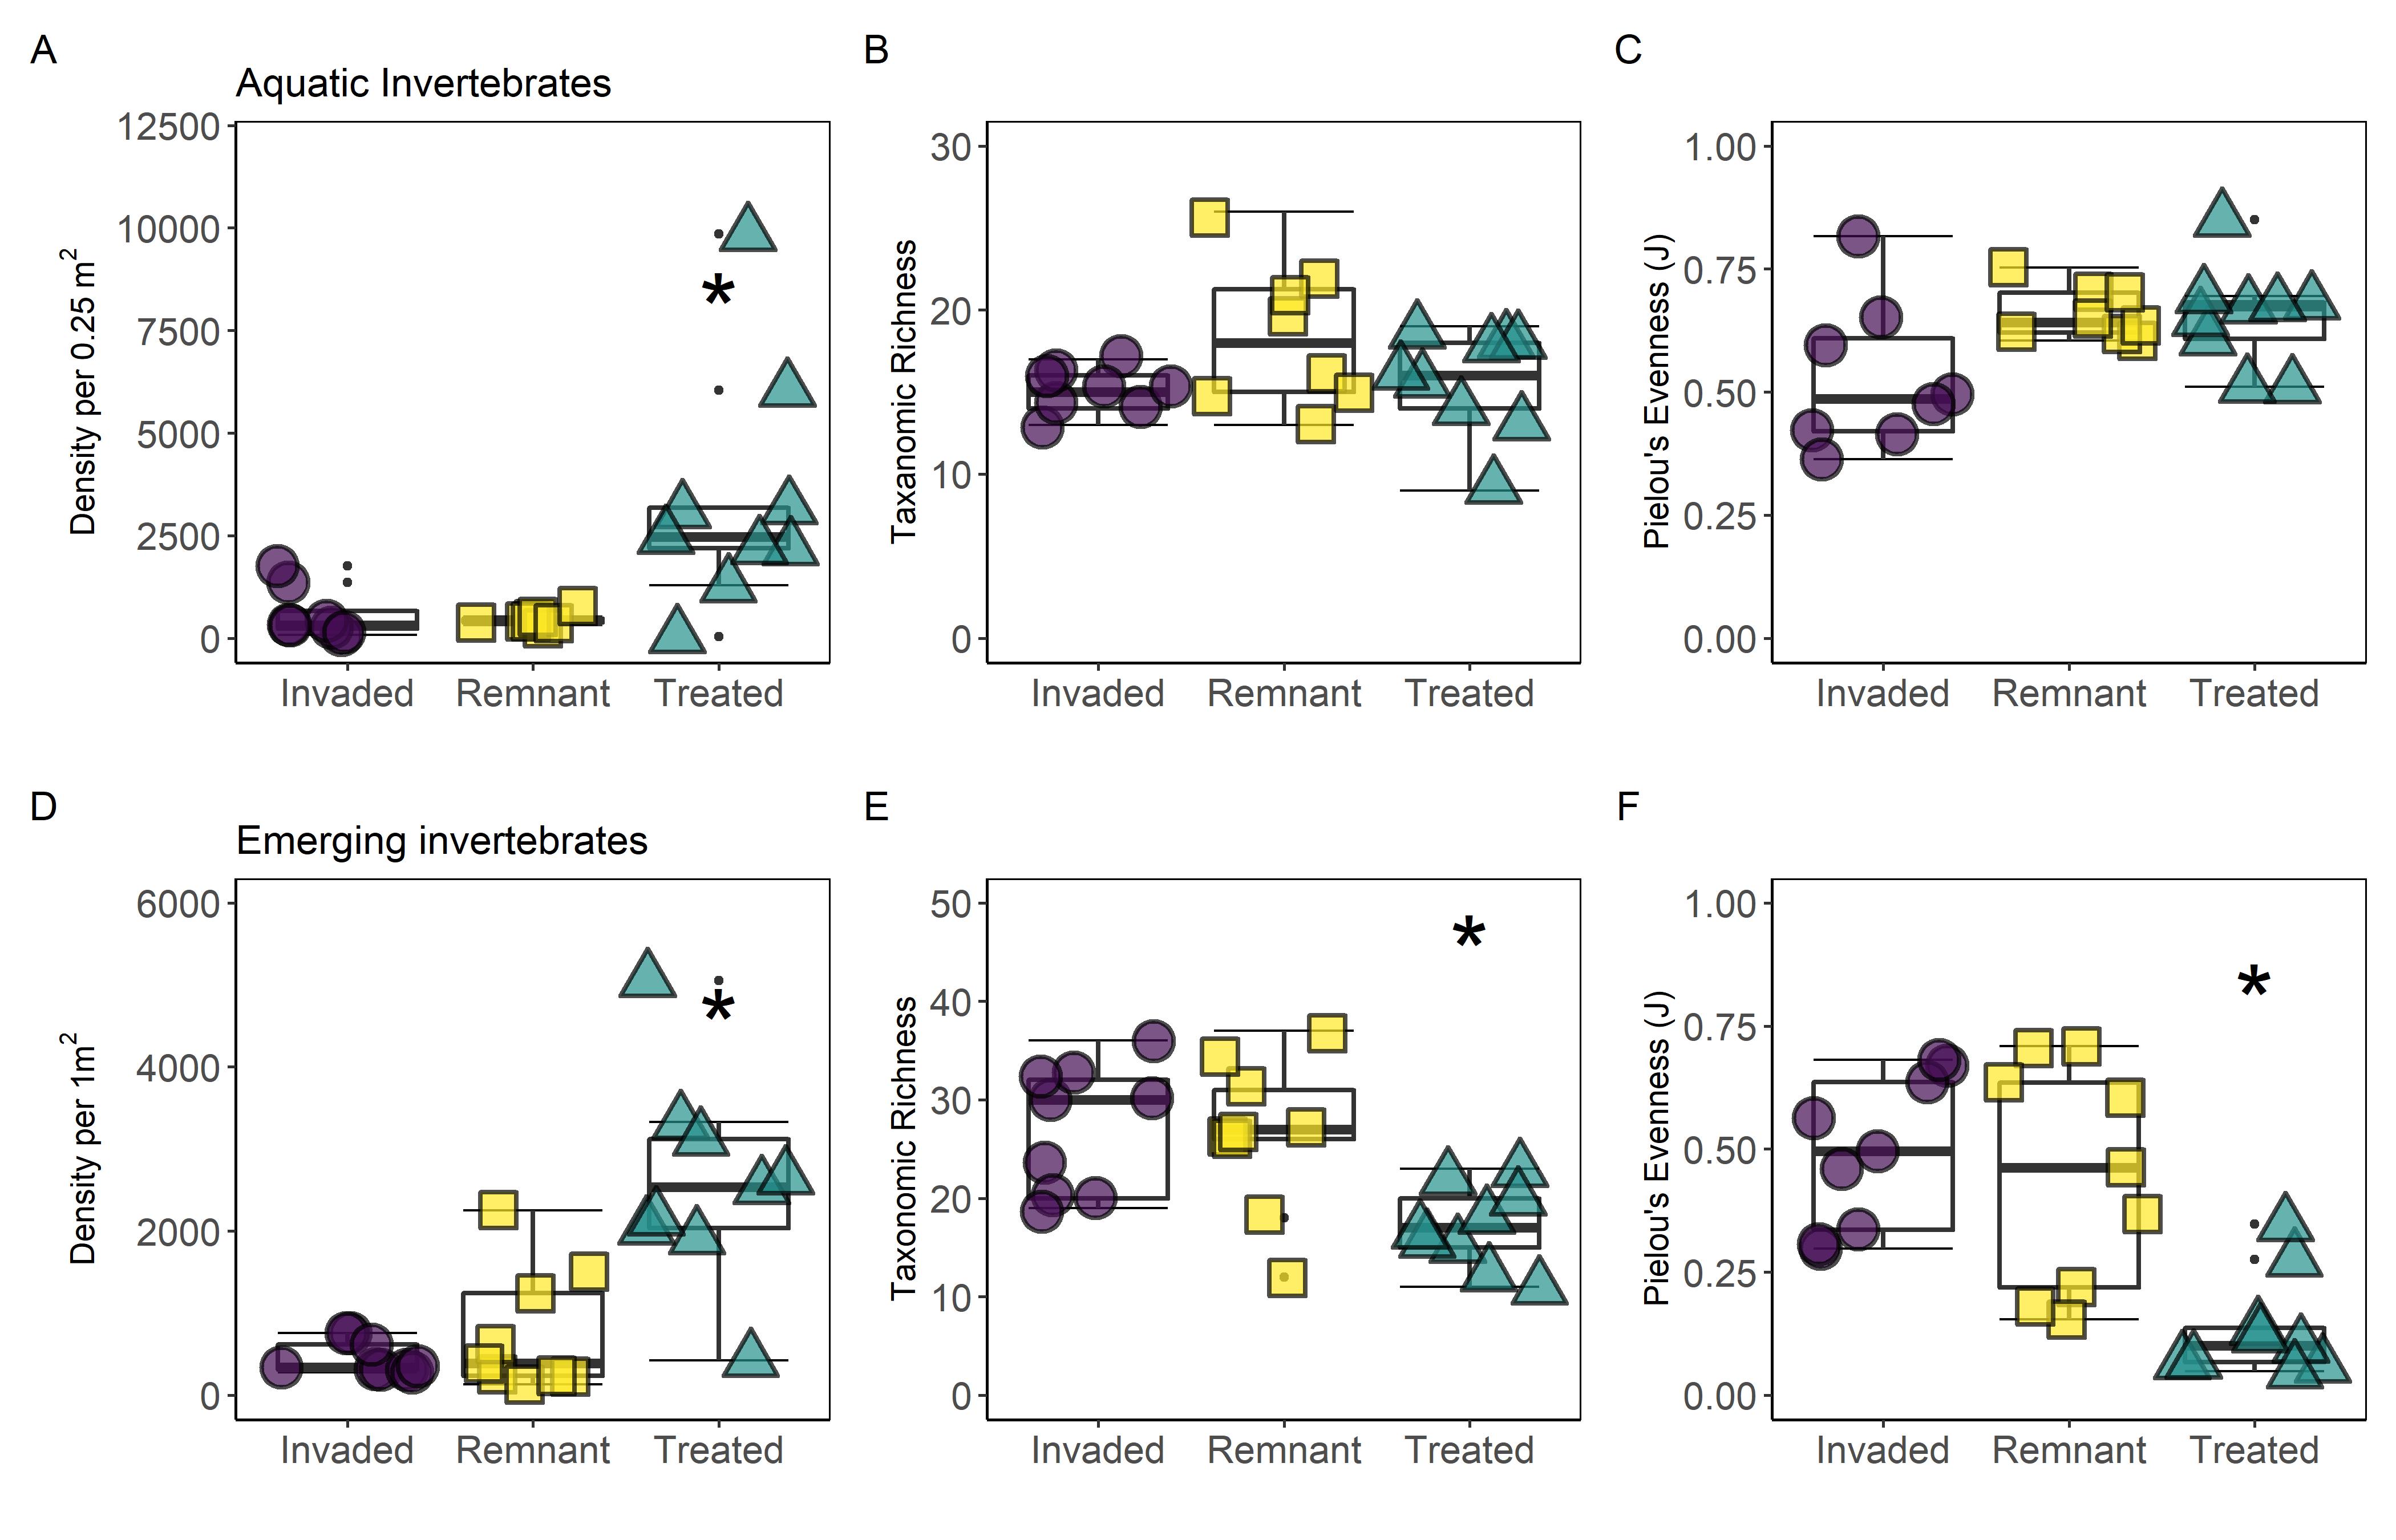 A
Aquatic Invertebrates
Density per 0.25 m²
12500
10000
7500
5000
2500
0
*
Invaded Remnant Treated
B
Taxanomic Richness
30
20
10
0
Invaded Remnant Treated
C
Pielou's Evenness (J)
1.00
0.75
0.50
0.25
0.00
Invaded Remnant Treated
D
Emerging invertebrates
Density per 1m²
6000
4000
2000
0
*
Invaded Remnant Treated
E
Taxonomic Richness
50
40
30
20
10
0
*
Invaded Remnant Treated
F
Pielou's Evenness (J)
1.00
0.75
0.50
0.25
0.00
*
Invaded Remnant Treated